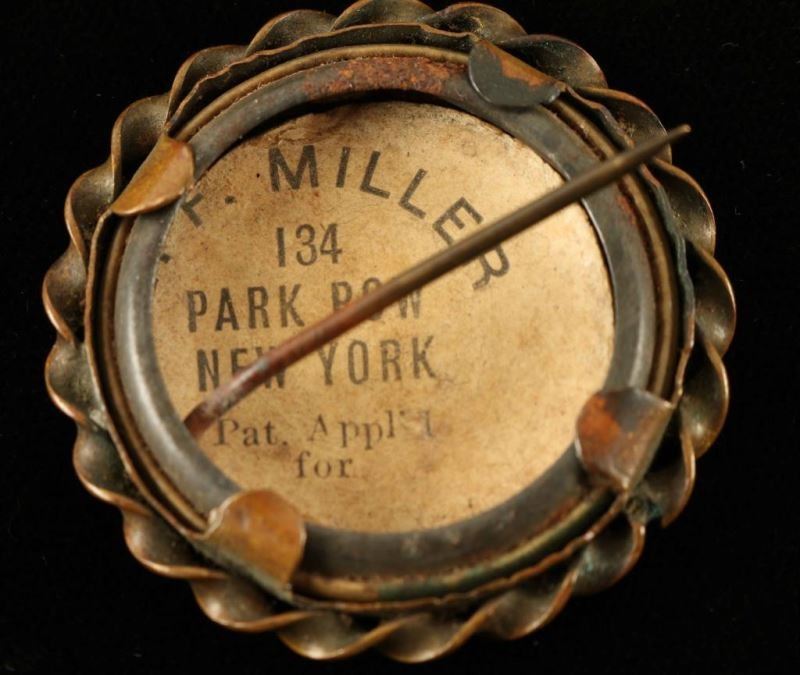 F. MILLER
134
PARK ROW
NEW YORK
Pat. Appl'd
for